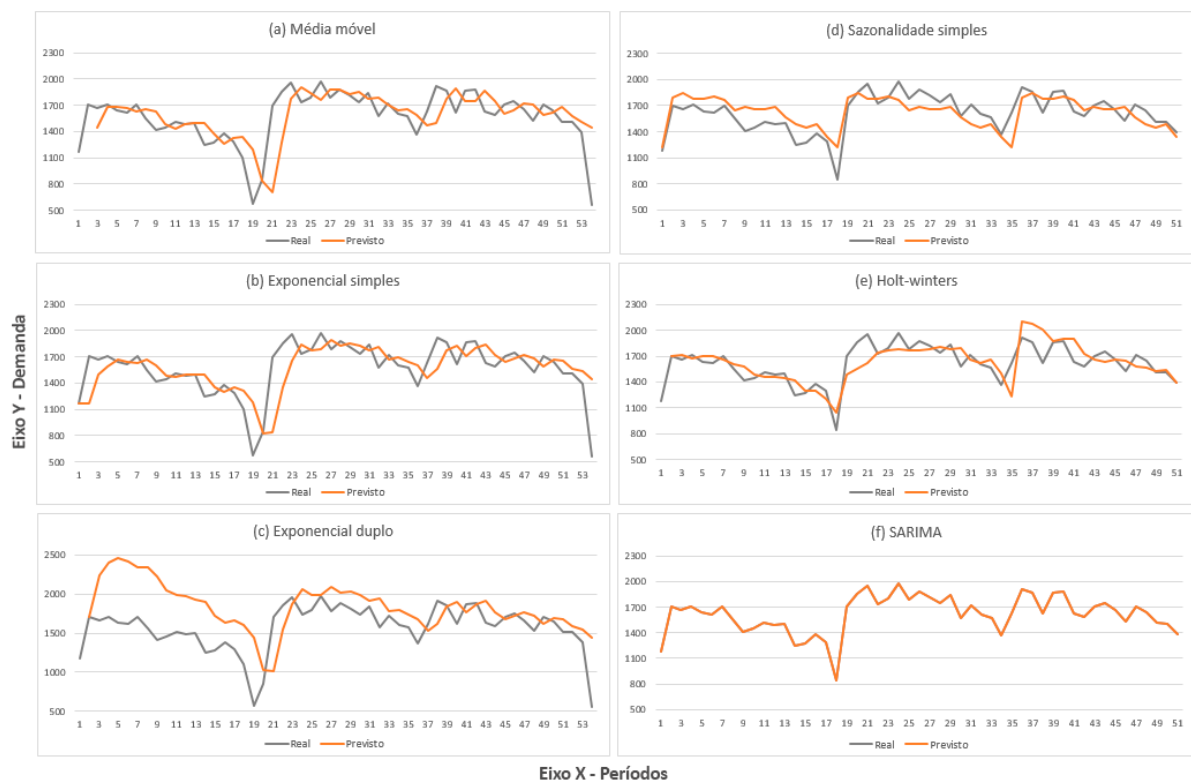 (a) Média móvel
2300
2000
1700
1400
1100
800
500
1 3 5 7 9 11 13 15 17 19 21 23 25 27 29 31 33 35 37 39 41 43 45 47 49 51 53
Real Previsto
(d) Sazonalidade simples
2300
2000
1700
1400
1100
800
500
1 3 5 7 9 11 13 15 17 19 21 23 25 27 29 31 33 35 37 39 41 43 45 47 49 51
Real Previsto
(b) Exponencial simples
2300
2000
1700
1400
1100
800
500
1 3 5 7 9 11 13 15 17 19 21 23 25 27 29 31 33 35 37 39 41 43 45 47 49 51 53
Real Previsto
(e) Holt-winters
2300
2000
1700
1400
1100
800
500
1 3 5 7 9 11 13 15 17 19 21 23 25 27 29 31 33 35 37 39 41 43 45 47 49 51
Real Previsto
(c) Exponencial duplo
2500
2000
1500
1000
500
1 3 5 7 9 11 13 15 17 19 21 23 25 27 29 31 33 35 37 39 41 43 45 47 49 51 53
Real Previsto
(f) SARIMA
2300
2000
1700
1400
1100
800
500
1 3 5 7 9 11 13 15 17 19 21 23 25 27 29 31 33 35 37 39 41 43 45 47 49 51
Real Previsto
Eixo Y - Demanda
Eixo X - Períodos